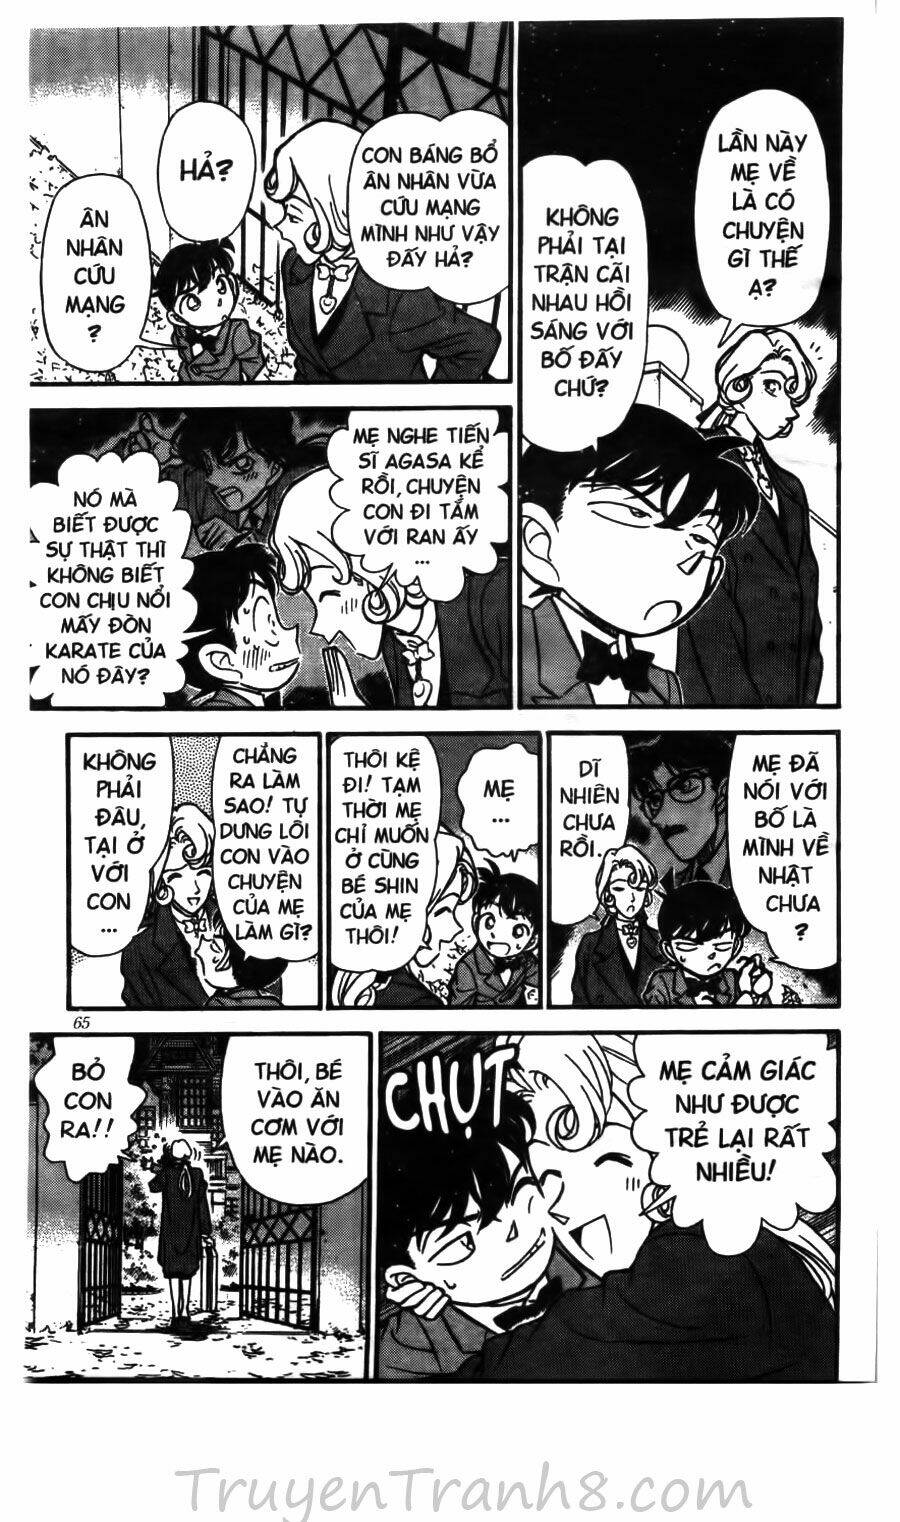 LẦN NÀY
MẸ VỀ
LÀ CÓ
CHUYỆN
GÌ THẾ
Ạ?
KHÔNG
PHẢI TẠI
TRẬN CÃI
NHAU HỒI
SÁNG VỚI
BỐ ĐẤY
CHỨ?
CON BÁNG BỔ
ÂN NHÂN VỪA
CỨU MẠNG
MÌNH NHƯ VẬY
ĐẤY HẢ?
HẢ?
ÂN
NHÂN
CỨU
MẠNG
?
MẸ NGHE TIẾN
SĨ AGASA KỂ
RỒI, CHUYỆN
CON ĐI TẮM
VỚI RAN ẤY
...
NÓ MÀ
BIẾT ĐƯỢC
SỰ THẬT THÌ
KHÔNG BIẾT
CON CHỊU NỔI
MẤY ĐÒN
KARATE CỦA
NÓ ĐÂY?
MẸ ĐÃ
NÓI VỚI
BỐ LÀ
MÌNH VỀ
NHẬT
CHƯA
?
DĨ
NHIÊN
CHƯA
RỒI.
MẸ
...
THÔI KỆ
ĐI! TẠM
THỜI MẸ
CHỈ MUỐN
Ở CÙNG
BÉ SHIN
CỦA MẸ
THÔI!
CHẲNG
RA LÀM
SAO! TỰ
DUNG LÔI
CON VÀO
CHUYỆN
CỦA MẸ
LÀM GÌ?
KHÔNG
PHẢI
ĐÂU,
TẠI Ở
VỚI
CON
...
65
MẸ CẢM GIÁC
NHƯ ĐƯỢC
TRẺ LẠI RẤT
NHIỀU!
CHỤT
THÔI, BÉ
VÀO ĂN
CƠM VỚI
MẸ NÀO.
BỎ
CON
RA!!
TruyenTranh8.com